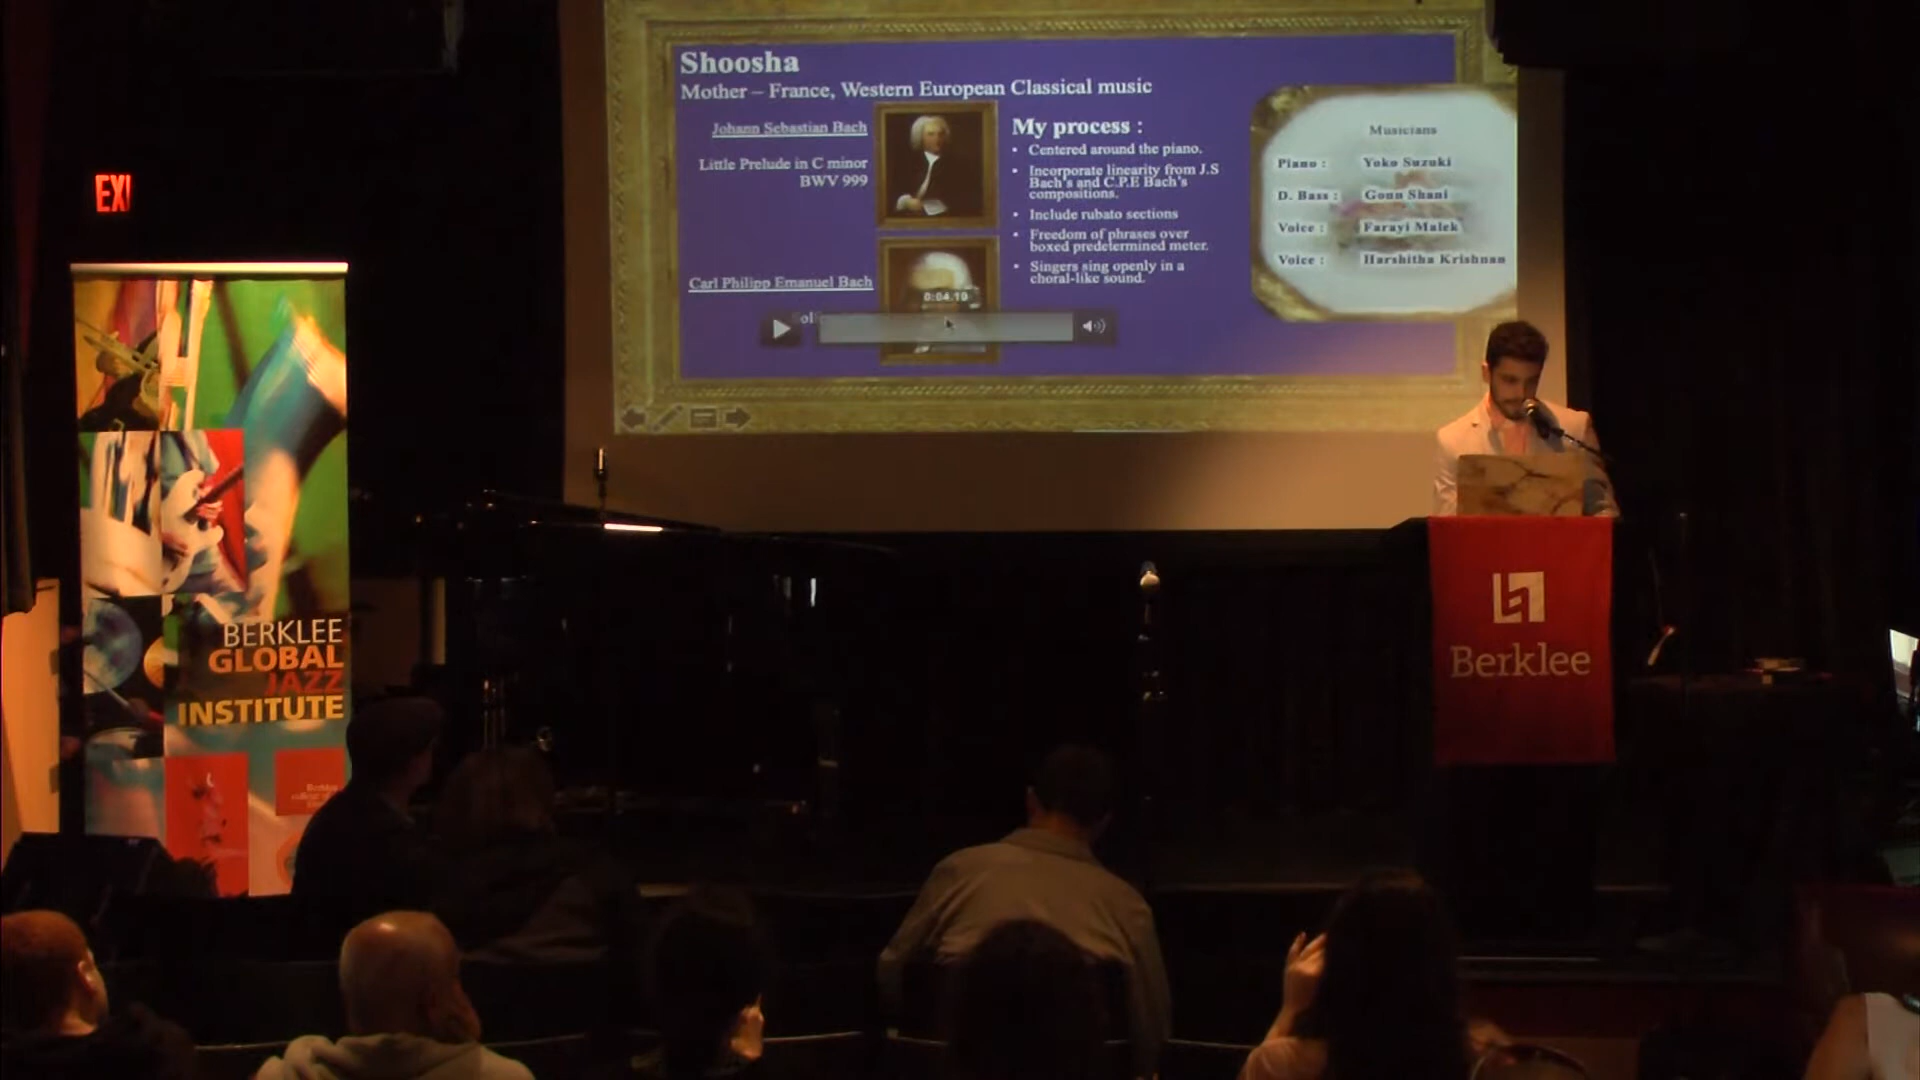 Shoosha
Mother – France, Western European Classical music
Johann Sebastian Bach
Little Prelude in C minor
BWV 999
Carl Philipp Emanuel Bach
0:04.19
My process :
• Centered around the piano.
• Incorporate linearity from J.S
Bach's and C.P.E Bach's
compositions.
• Include rubato sections
• Freedom of phrases over
boxed predetermined meter.
• Singers sing openly in a
choral-like sound.
Musicians
Piano : Yoko Suzuki
D. Bass : Gonn Shani
Voice : Farayi Malek
Voice : Harshitha Krishnan
EXI
BERKLEE
GLOBAL
JAZZ
INSTITUTE
Berklee